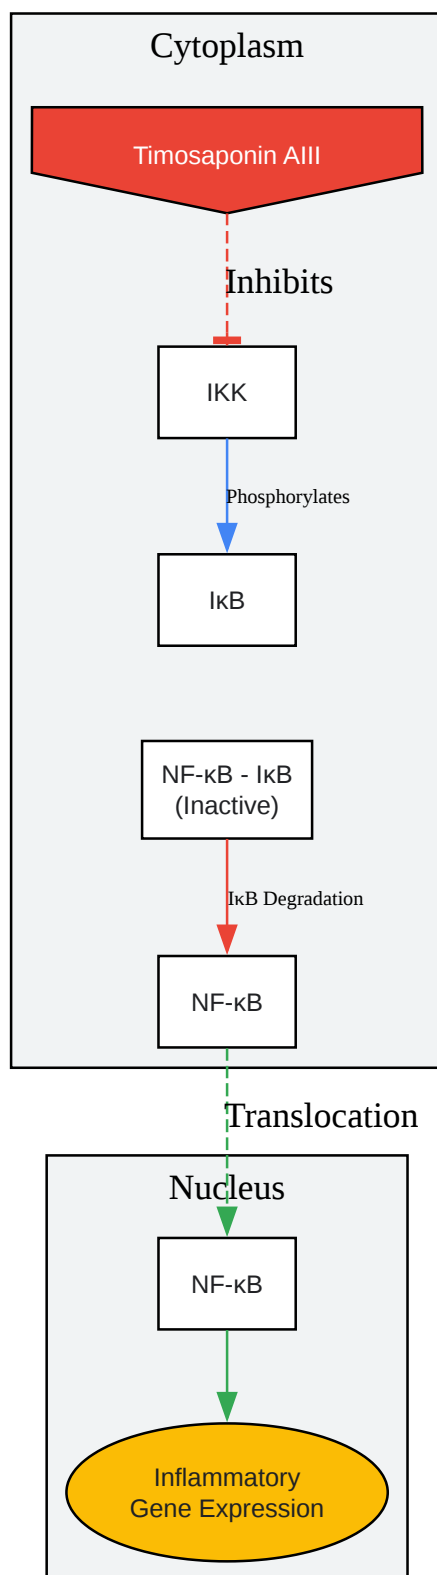 Cytoplasm
Timosaponin AIII
Inhibits
IKK
Phosphorylates
IκB
NF-κB - IκB
(Inactive)
IκB Degradation
NF-κB
Translocation
Nucleus
NF-κB
Inflammatory
Gene Expression